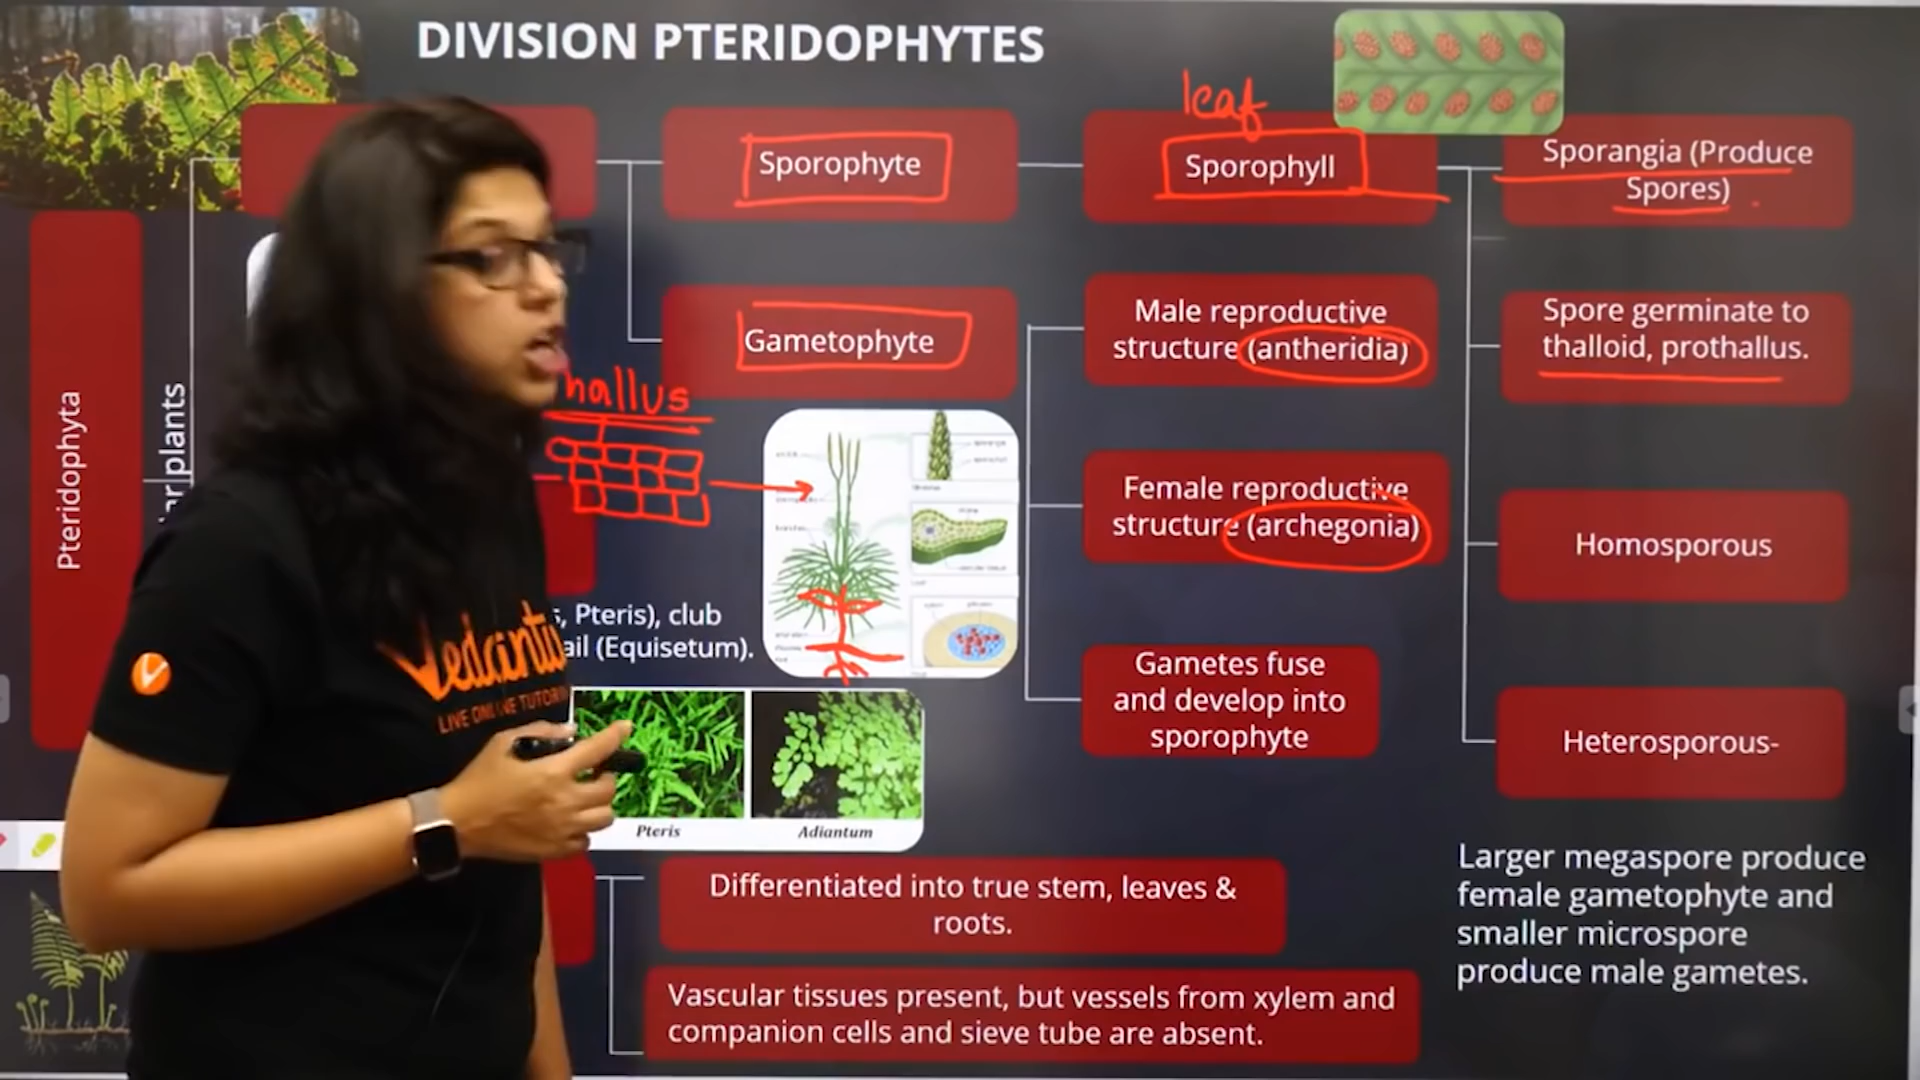 DIVISION PTERIDOPHYTES
leaf
Sporophyte
Sporophyll
Sporangia (Produce
Spores)
Gametophyte
Male reproductive
structure (antheridia)
Spore germinate to
thalloid, prothallus.
hallus
Pteridophyta
plants
Female reproductive
structure (archegonia)
Homosporous
, Pteris), club
ail (Equisetum).
Gametes fuse
and develop into
sporophyte
Heterosporous-
Vedantu
LIVE ONLINE TUTORIN
Pteris
Adiantum
Differentiated into true stem, leaves &
roots.
Larger megaspore produce
female gametophyte and
smaller microspore
produce male gametes.
Vascular tissues present, but vessels from xylem and
companion cells and sieve tube are absent.